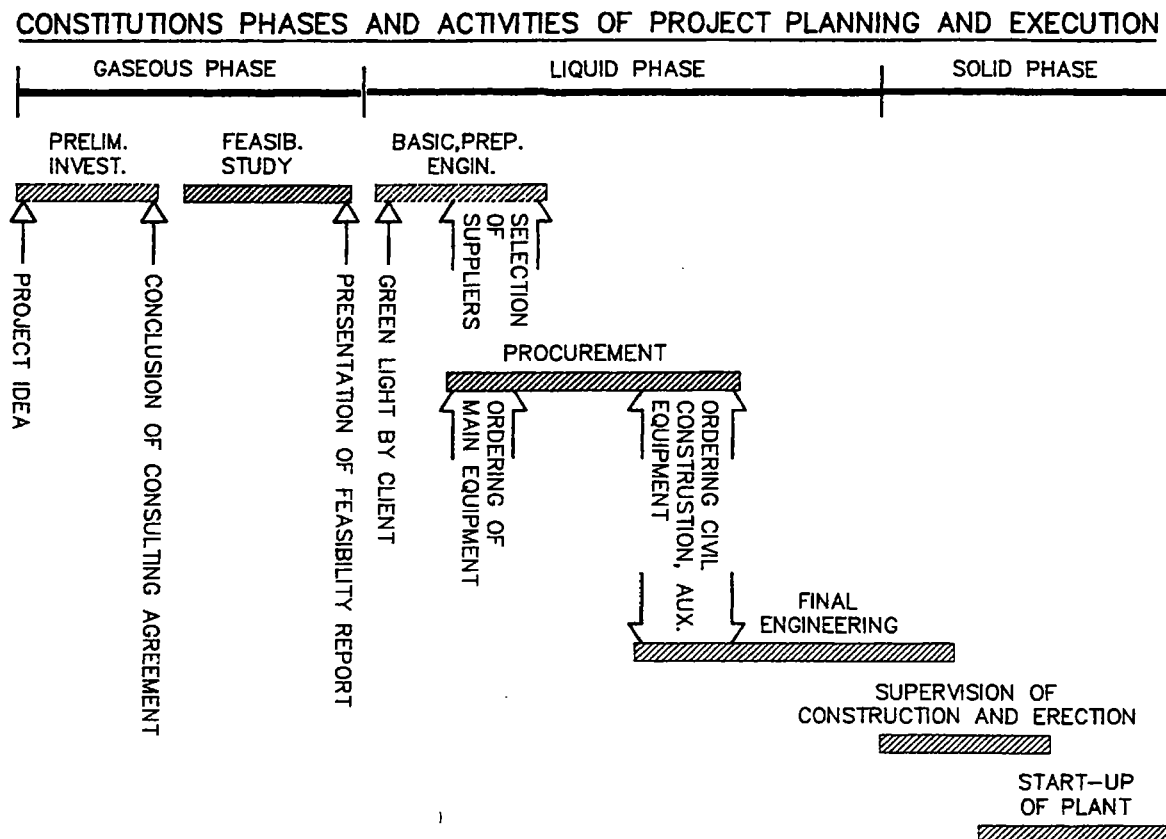 CONSTITUTIONS PHASES AND ACTIVITIES OF PROJECT PLANNING AND EXECUTION
GASEOUS PHASE
LIQUID PHASE
SOLID PHASE
PRELIM.
INVEST.
FEASIB.
STUDY
BASIC,PREP.
ENGIN.
PROJECT IDEA
CONCLUSION OF CONSULTING AGREEMENT
PRESENTATION OF FEASIBILITY REPORT
GREEN LIGHT BY CLIENT
SELECTION
OF
SUPPLIERS
PROCUREMENT
ORDERING OF
MAIN EQUIPMENT
ORDERING CIVIL
CONSTRUSTION, AUX.
EQUIPMENT
FINAL
ENGINEERING
SUPERVISION OF
CONSTRUCTION AND ERECTION
START-UP
OF PLANT